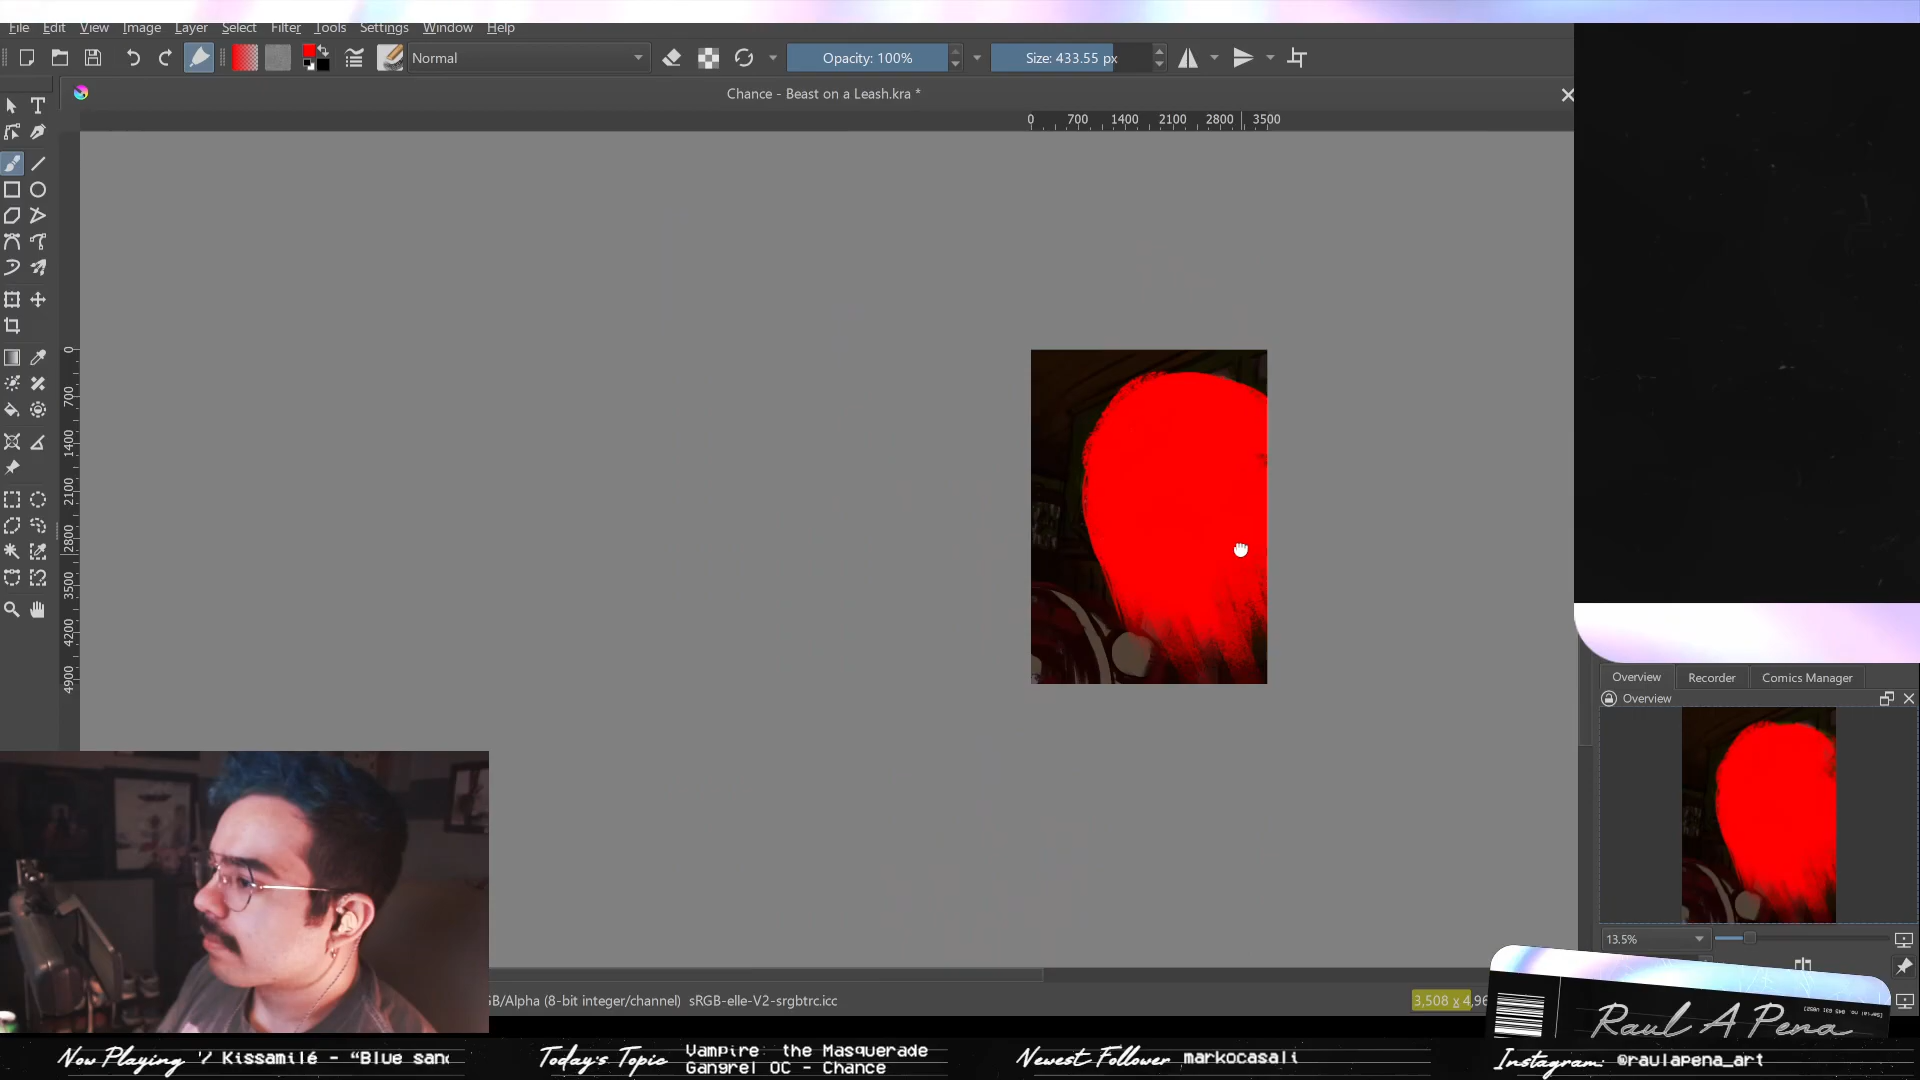 File Edit View Image Layer Select Filter Tools Settings Window Help
Normal
Opacity: 100%
Size: 433.55 px
Chance - Beast on a Leash.kra *
0 700 1400 2100 2800 3500
0
700
1400
2100
2800
3500
4200
4900
Overview Recorder Comics Manager
Overview
13.5%
GB/Alpha (8-bit integer/channel) sRGB-elle-V2-srgbtrc.icc
3,508 x 4,96
Raul A Pena
Now Playing '/ Kissamilé - “Blue sand
Today's Topic Vampire: the Masquerade
Gangrel OC - Chance
Newest Follower markocasali
Instagram: @raulapena_art